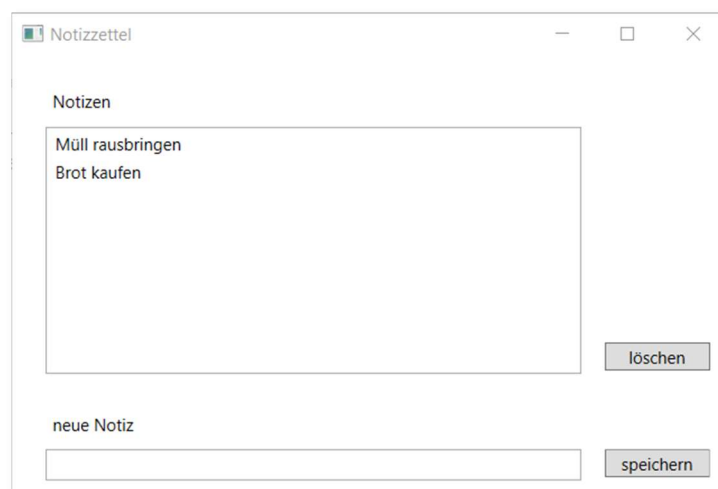 Notizzettel
Notizen
Müll rausbringen
Brot kaufen
löschen
neue Notiz
speichern